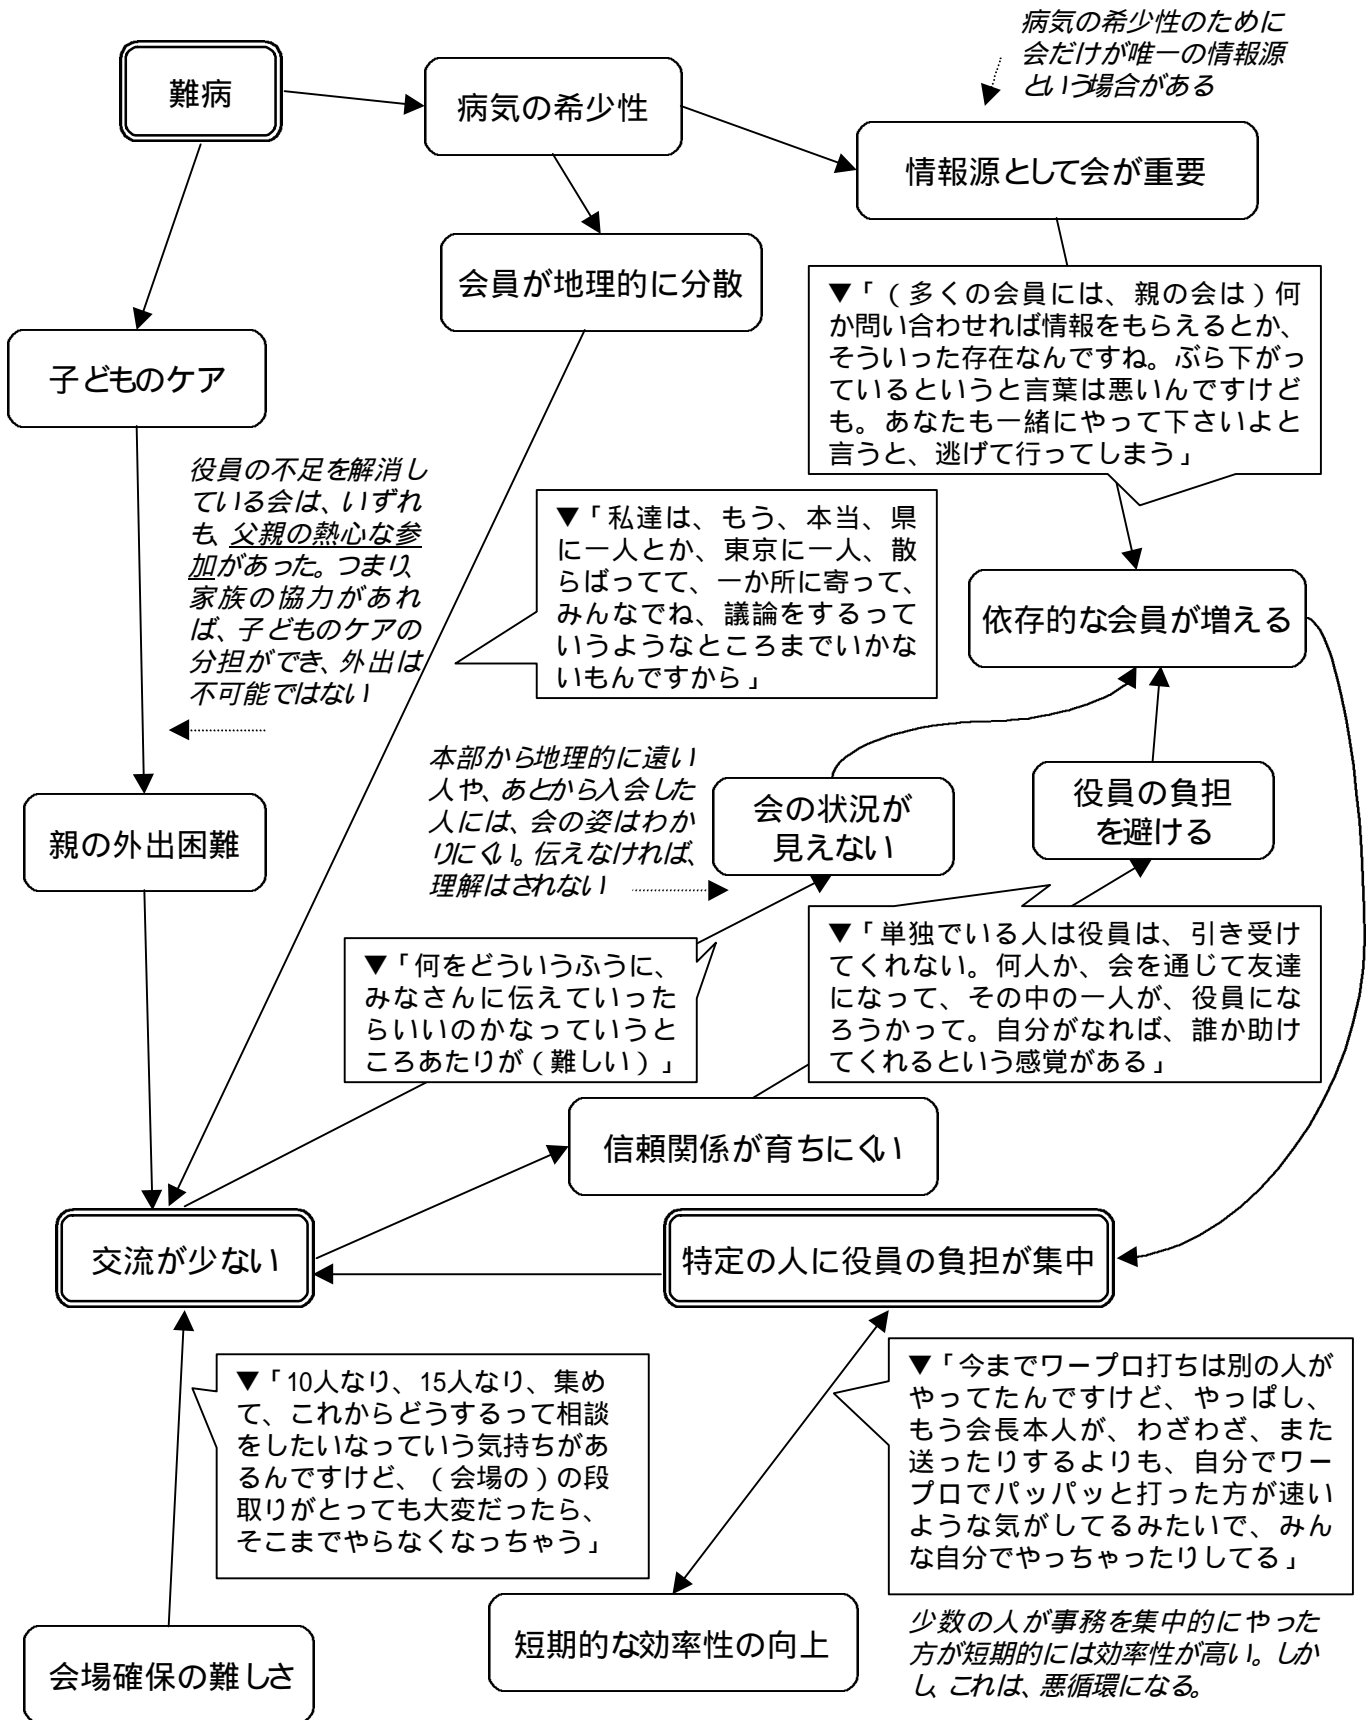 病気の希少性のために
会だけが唯一の情報源
という場合がある
難病
病気の希少性
情報源として会が重要
会員が地理的に分散
▼「（多くの会員には、親の会は）何
か問い合わせれば情報をもらえるとか、
そういった存在なんですね。ぶら下がっ
ているというと言葉は悪いんですけど
も。あなたも一緒にやって下さいよと
言うと、逃げて行ってしまう」
子どものケア
役員の不足を解消し
ている会は、いずれ
も、父親の熱心な参
加があった。つまり、
家族の協力があれ
ば、子どものケアの
分担ができ、外出は
不可能ではない
▼「私達は、もう、本当、県
に一人とか、東京に一人、散
らばってて、一か所に寄って、
みんなでね、議論をするって
いうようなところまでいかな
いもんですから」
依存的な会員が増える
本部から地理的に遠い
人や、あとから入会した
人には、会の姿はわか
りにくい。伝えなければ、
理解はされない
会の状況が
見えない
役員の負担
を避ける
親の外出困難
▼「何をどういうふうに、
みなさんに伝えていった
らいいのかなっていうと
ころあたりが（難しい）」
▼「単独でいる人は役員は、引き受け
てくれない。何人か、会を通じて友達
になって、その中の一人が、役員にな
ろうかって。自分がなれば、誰か助け
てくれるという感覚がある」
信頼関係が育ちにくい
交流が少ない
特定の人に役員の負担が集中
▼「10人なり、15人なり、集め
て、これからどうするって相談
をしたいなっていう気持ちがあ
るんですけど、（会場の）の段
取りがとっても大変だったら、
そこまでやらなくなっちゃう」
▼「今までワープロ打ちは別の人が
やってたんですけど、やっぱし、
もう会長本人が、わざわざ、また
送ったりするよりも、自分でワー
プロでパッパッと打った方が速い
ような気がしてるみたいで、みん
な自分でやっちゃったりしてる」
短期的な効率性の向上
会場確保の難しさ
少数の人が事務を集中的にやった
方が短期的には効率性が高い。しか
し、これは、悪循環になる。